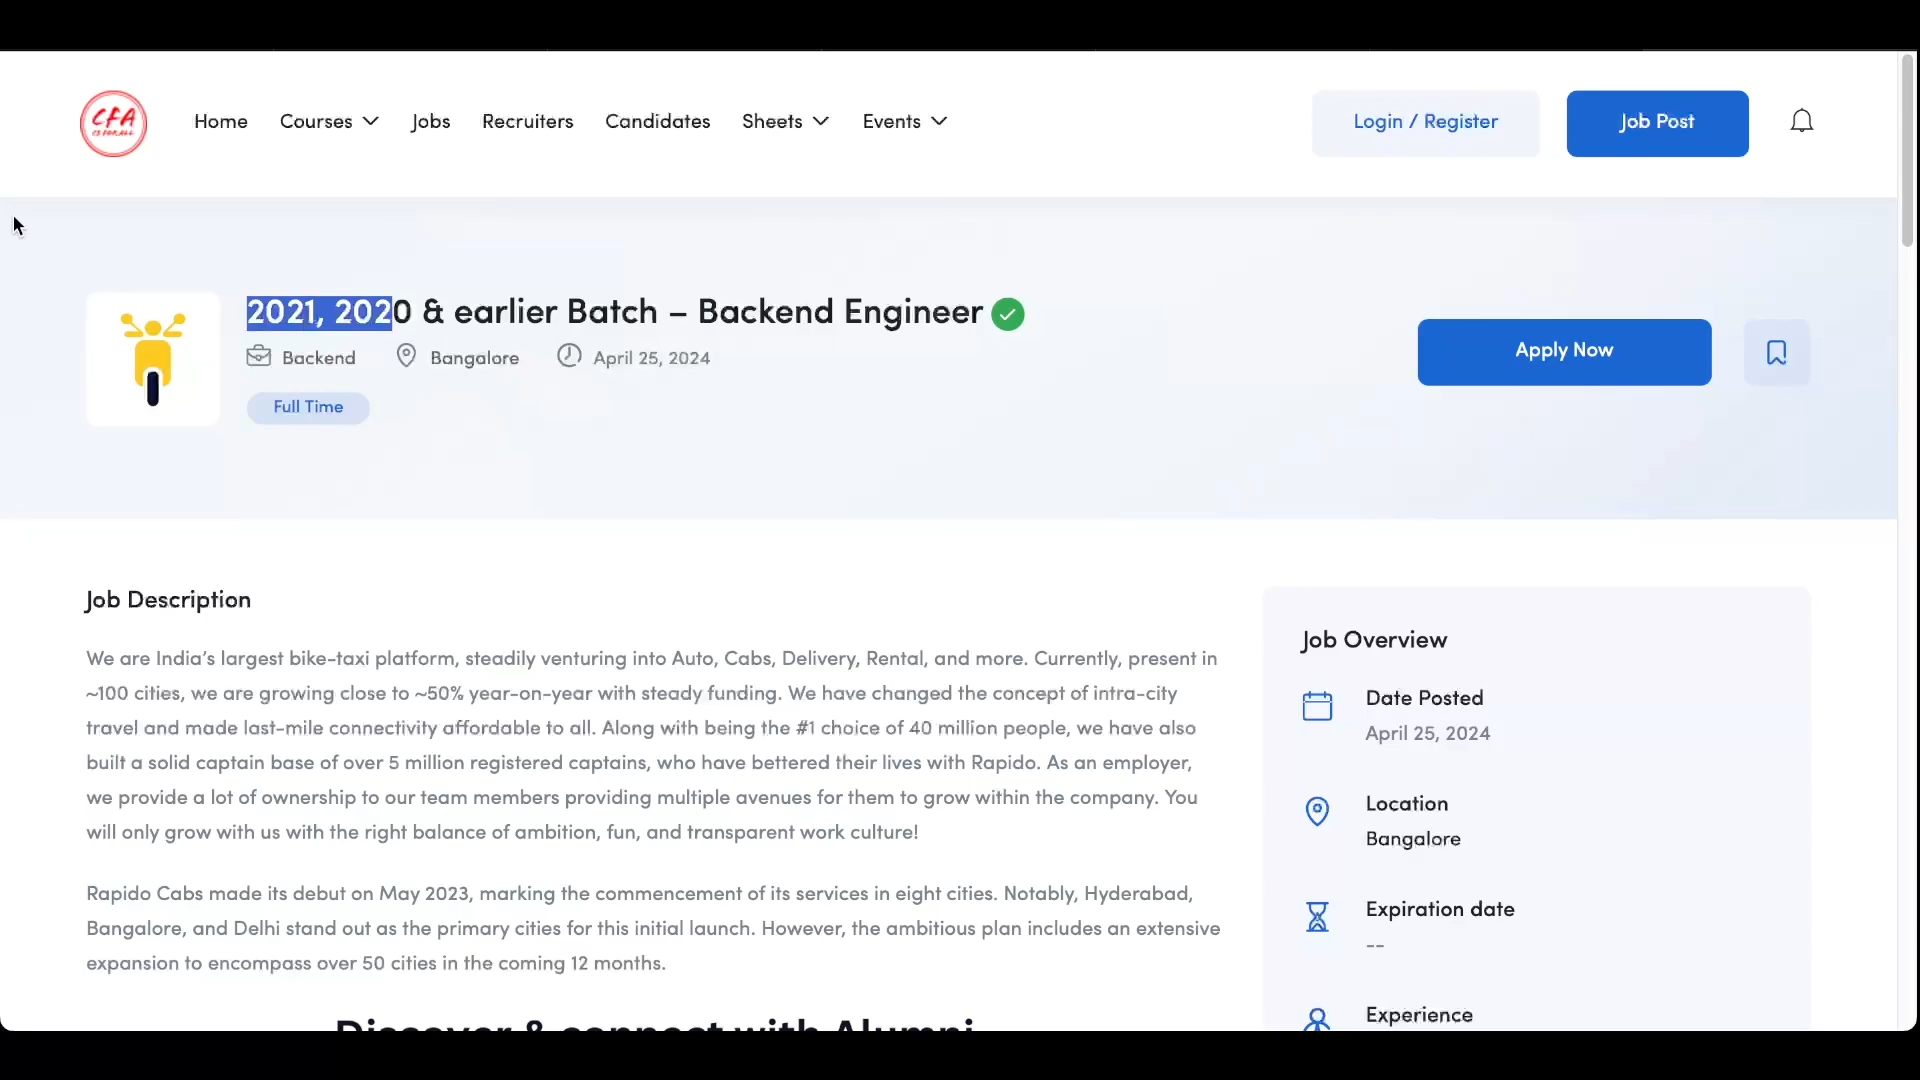 CFA
CS FOR ALL
Home
Courses
Jobs
Recruiters
Candidates
Sheets
Events
Login / Register
Job Post
2021, 2020 & earlier Batch – Backend Engineer
Backend
Bangalore
April 25, 2024
Full Time
Apply Now
Job Description
We are India’s largest bike-taxi platform, steadily venturing into Auto, Cabs, Delivery, Rental, and more. Currently, present in
~100 cities, we are growing close to ~50% year-on-year with steady funding. We have changed the concept of intra-city
travel and made last-mile connectivity affordable to all. Along with being the #1 choice of 40 million people, we have also
built a solid captain base of over 5 million registered captains, who have bettered their lives with Rapido. As an employer,
we provide a lot of ownership to our team members providing multiple avenues for them to grow within the company. You
will only grow with us with the right balance of ambition, fun, and transparent work culture!
Rapido Cabs made its debut on May 2023, marking the commencement of its services in eight cities. Notably, Hyderabad,
Bangalore, and Delhi stand out as the primary cities for this initial launch. However, the ambitious plan includes an extensive
expansion to encompass over 50 cities in the coming 12 months.
Discover & connect with Alumni
Job Overview
Date Posted
April 25, 2024
Location
Bangalore
Expiration date
--
Experience